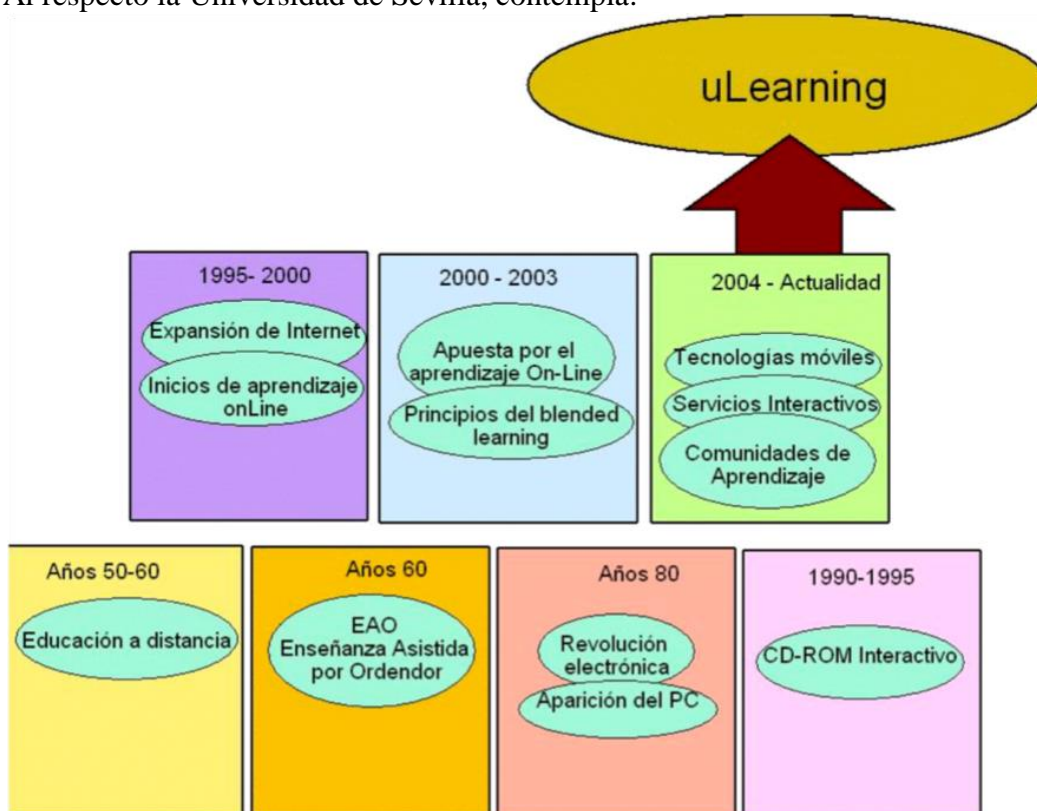 Al respecto la Universidad de Sevilla, contempla:
uLearning
1995- 2000
Expansión de Internet
Inicios de aprendizaje
onLine
2000 - 2003
Apuesta por el
aprendizaje On-Line
Principios del blended
learning
2004 - Actualidad
Tecnologías móviles
Servicios Interactivos
Comunidades de
Aprendizaje
Años 50-60
Educación a distancia
Años 60
EAO
Enseñanza Asistida
por Ordendor
Años 80
Revolución
electrónica
Aparición del PC
1990-1995
CD-ROM Interactivo